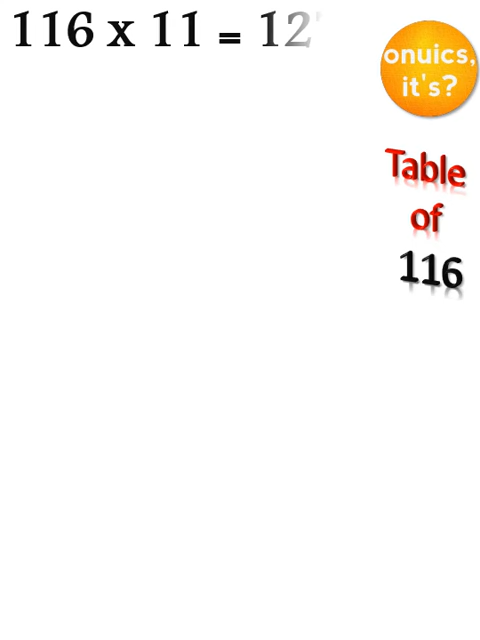 116 x 11 = 12
onuics,
it's?
Table
of
116